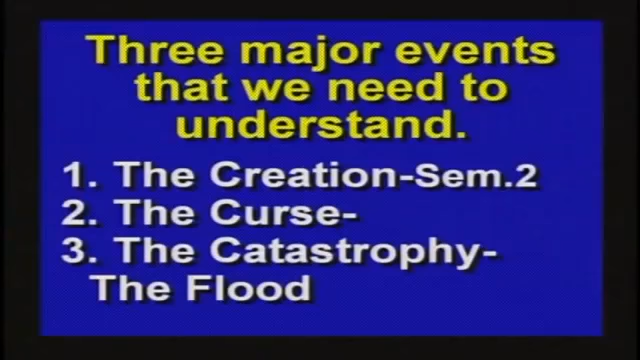 Three major events
that we need to
understand.
1. The Creation-Sem.2
2. The Curse-
3. The Catastrophy-
The Flood